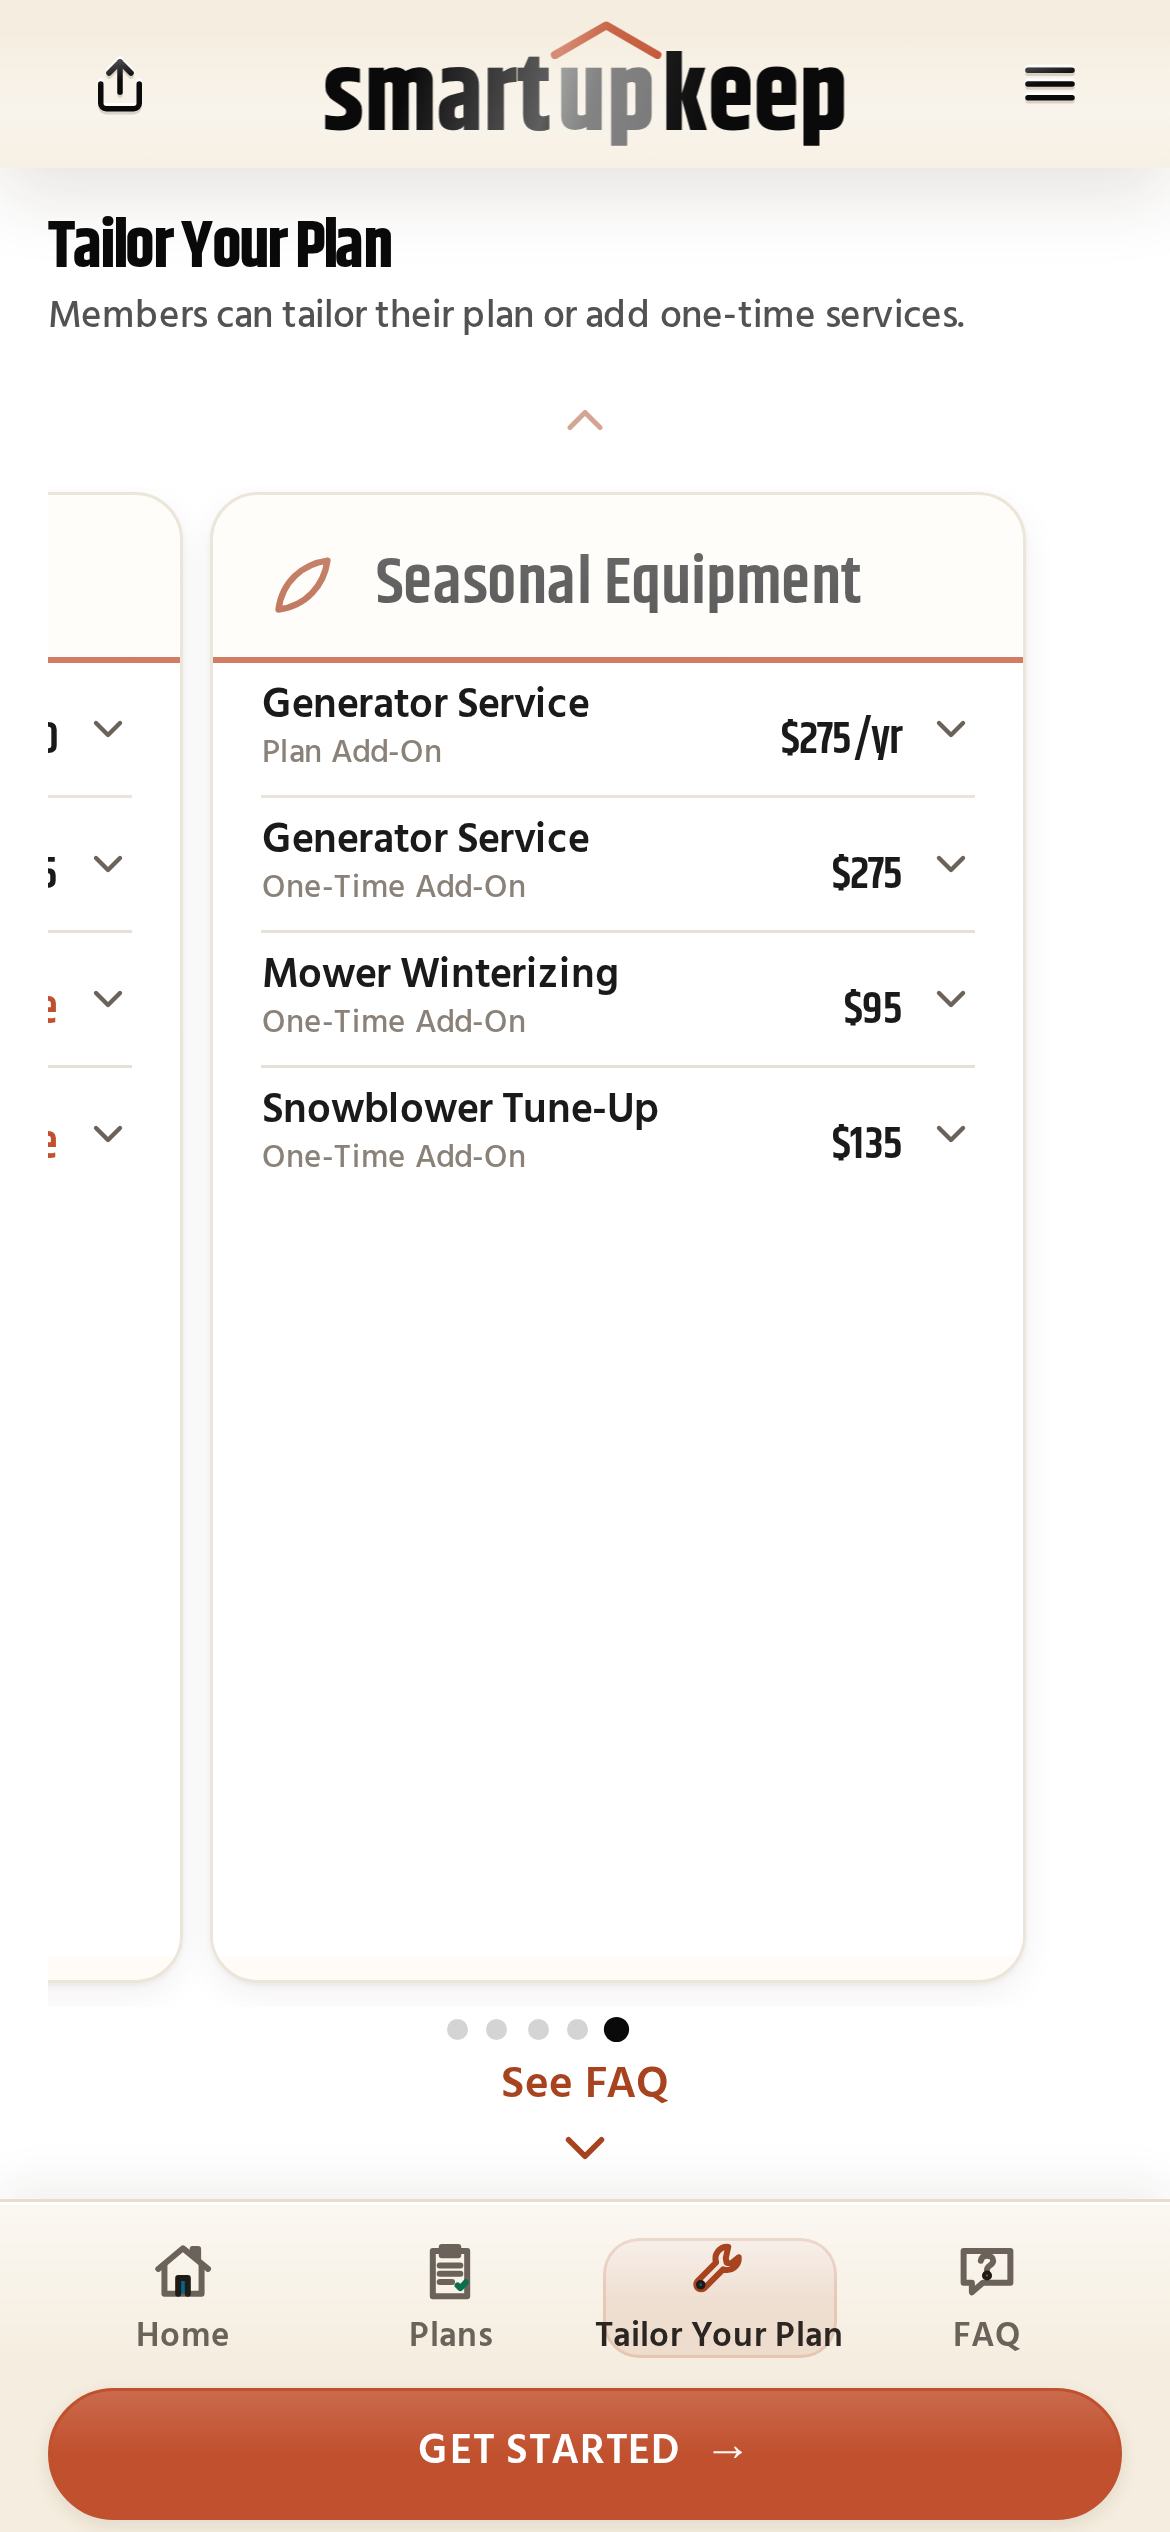 smartupkeep
Tailor Your Plan
Members can tailor their plan or add one-time services.
Seasonal Equipment
Generator Service
Plan Add-On
$275/yr
Generator Service
One-Time Add-On
$275
Mower Winterizing
One-Time Add-On
$95
Snowblower Tune-Up
One-Time Add-On
$135
See FAQ
Home
Plans
Tailor Your Plan
FAQ
GET STARTED →